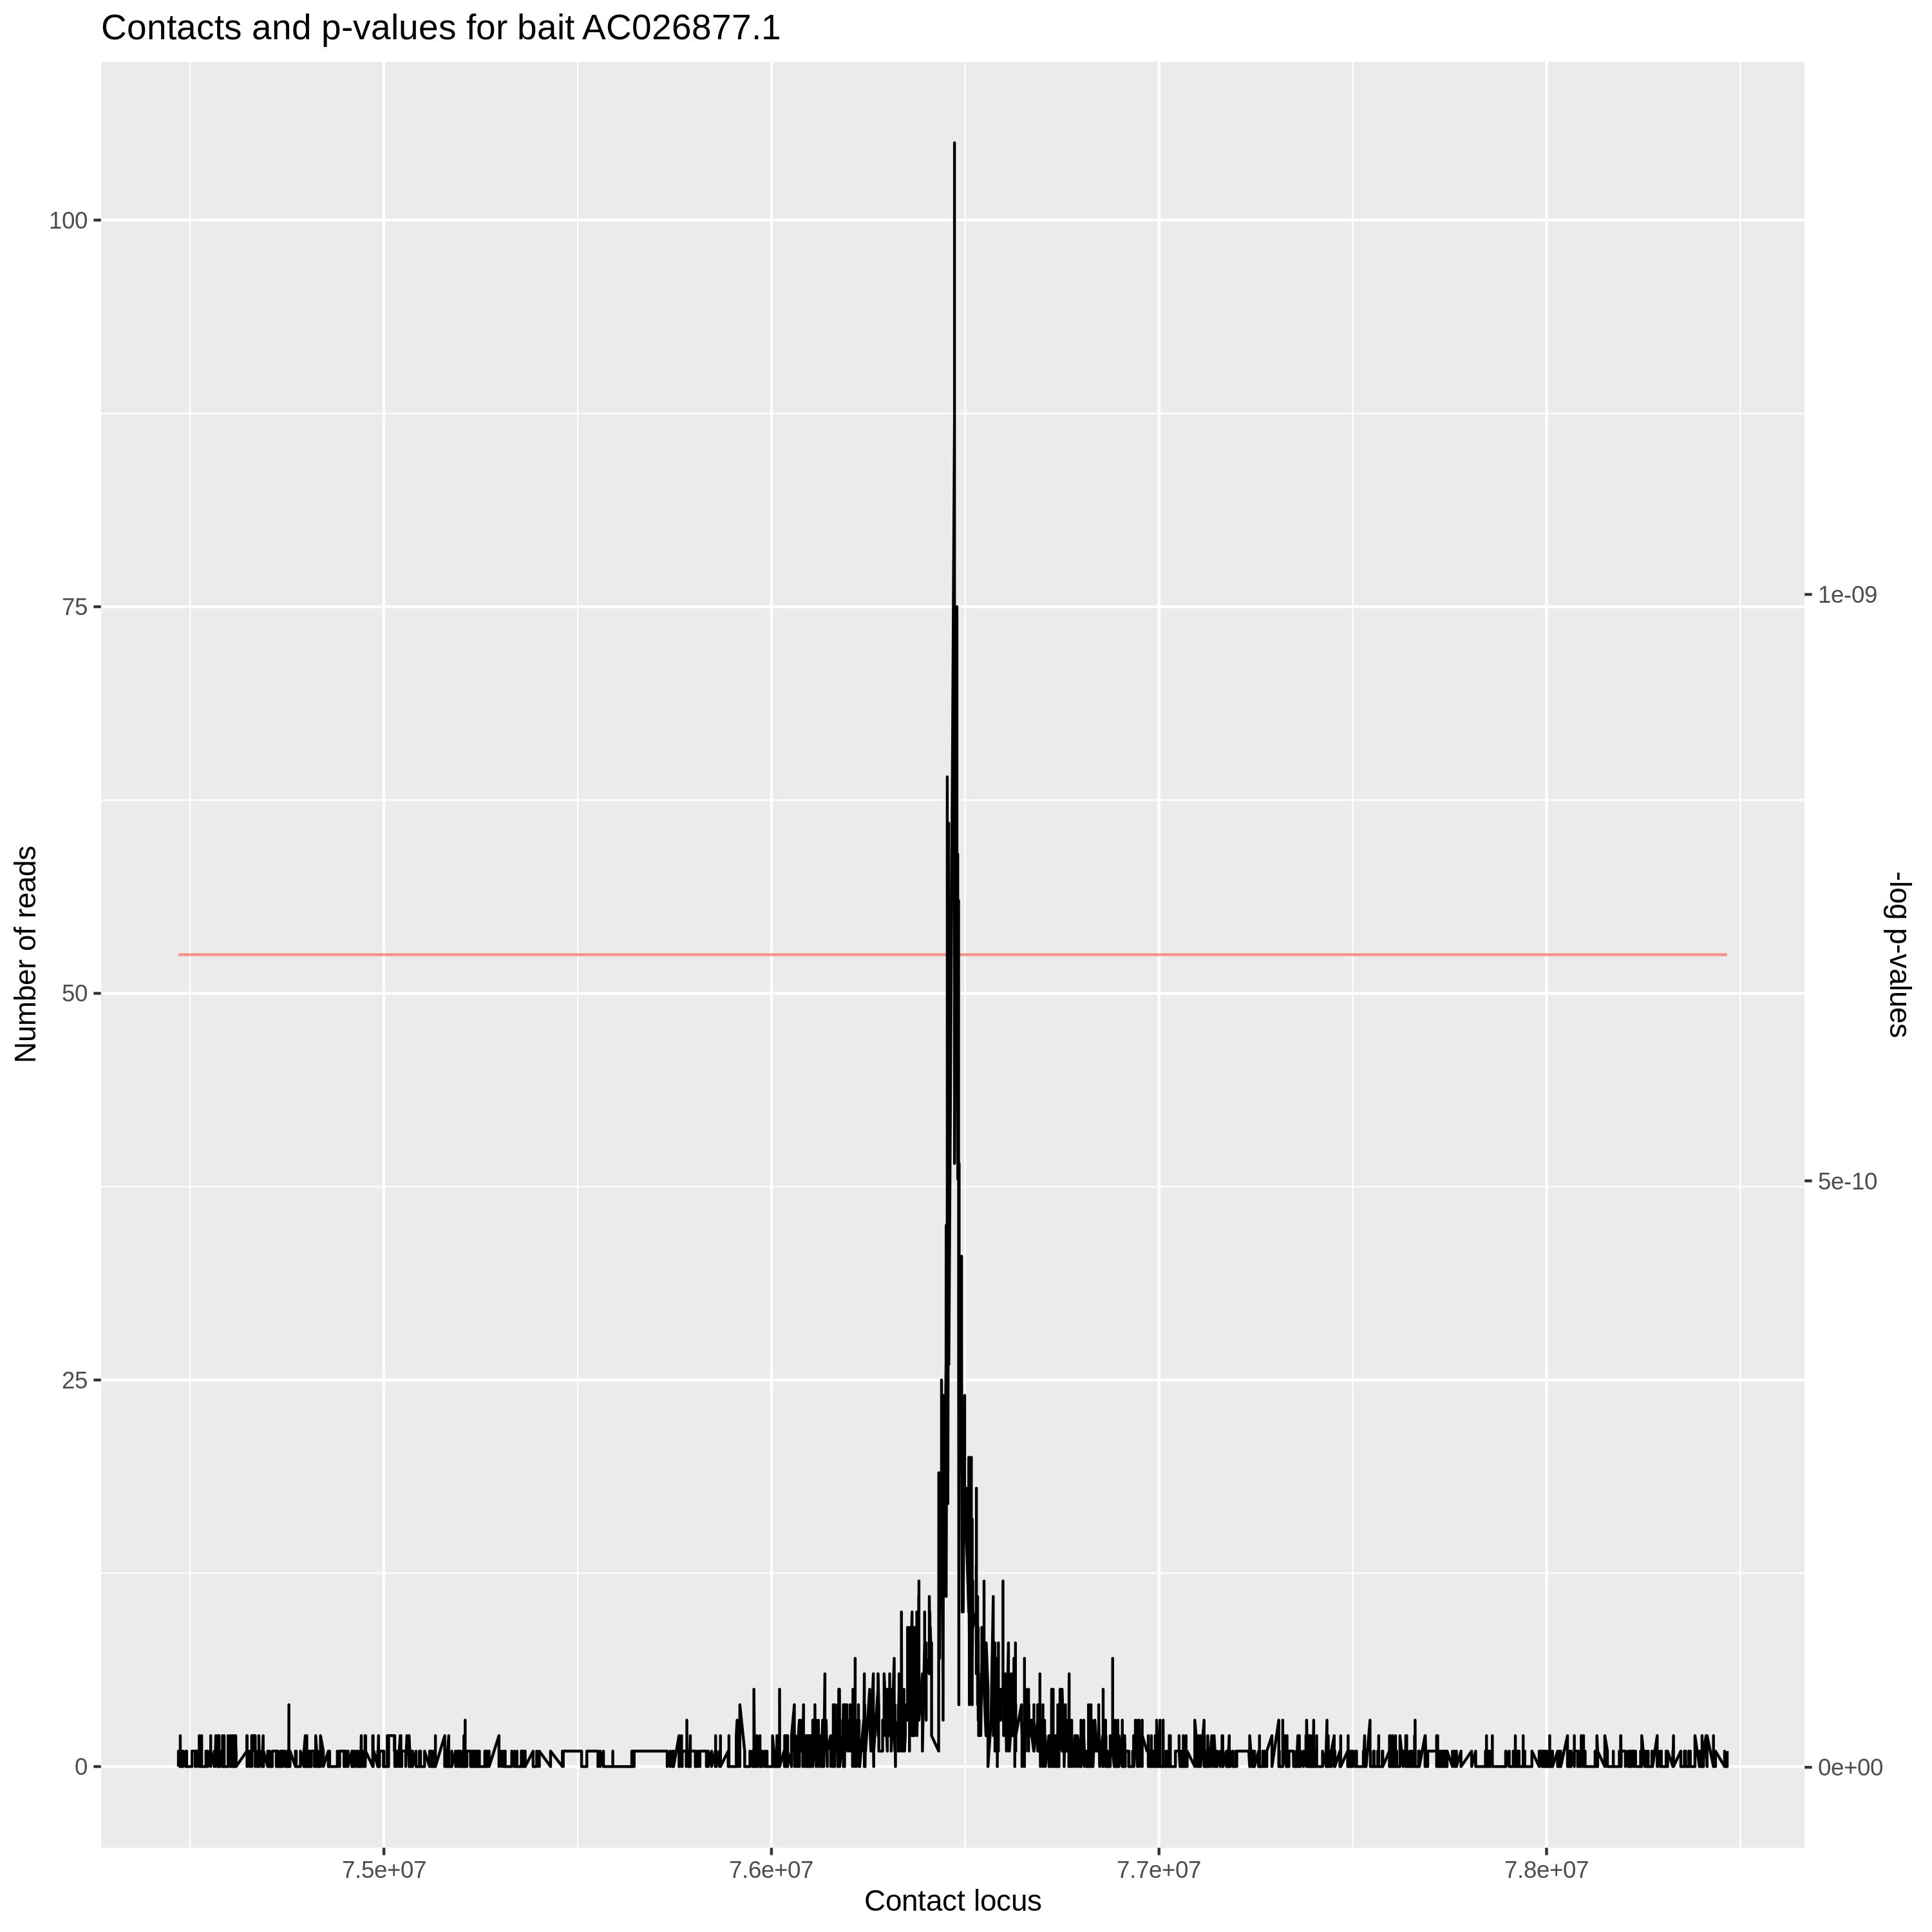 Contacts and p-values for bait AC026877.1
100
75
50
25
0
Number of reads
1e-09
5e-10
0e+00
-log p-values
7.5e+07
7.6e+07
7.7e+07
7.8e+07
Contact locus